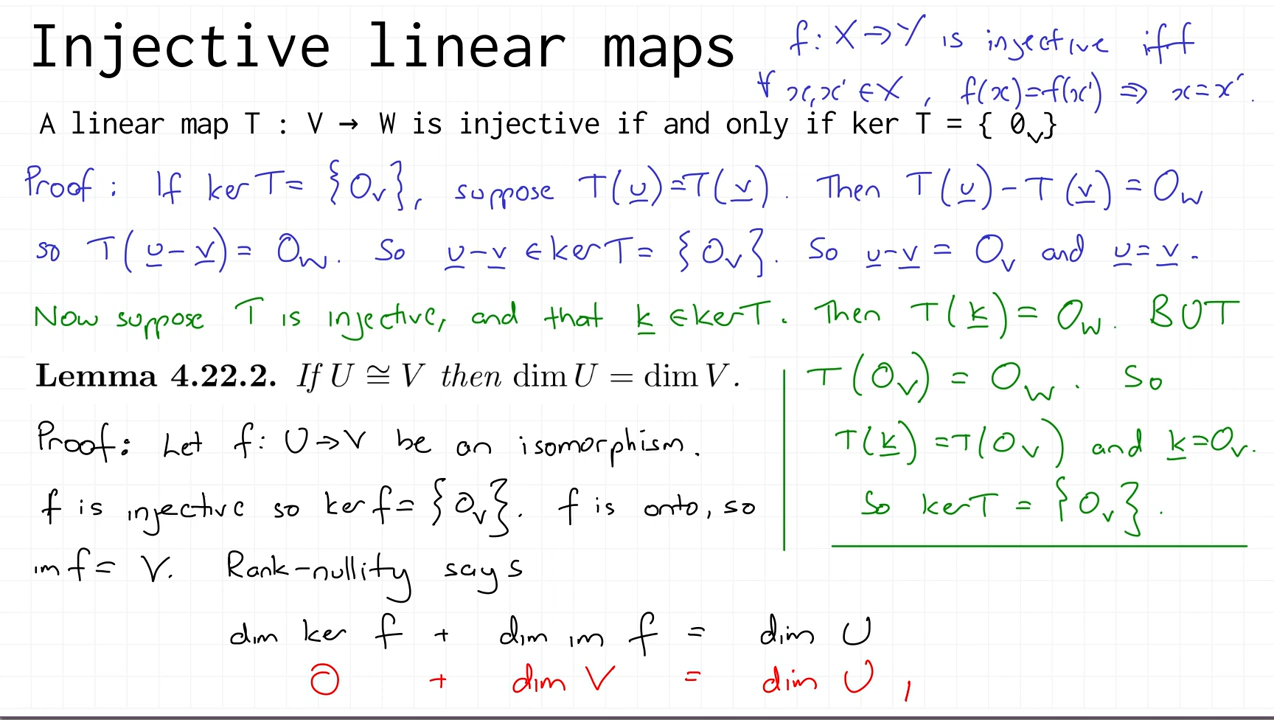 Injective linear maps
f: X → Y is injective iff
∀ x, x' ∈ X , f(x)=f(x') ⇒ x=x'.
A linear map T : V → W is injective if and only if ker T = { 0_V}
Proof : If ker T = {0_V}, suppose T(u)=T(v). Then T(u) - T(v) = 0_W
so T(u-v) = 0_W. So u-v ∈ ker T = {0_V}. So u-v = 0_V and u=v.
Now suppose T is injective, and that k ∈ ker T. Then T(k) = 0_W. BUT
T(0_V) = 0_W. So
T(k) = T(0_V) and k=0_V.
So ker T = {0_V}.
Lemma 4.22.2. If U ≅ V then dim U = dim V.
Proof: Let f: U → V be an isomorphism.
f is injective so ker f = {0_V}. f is onto, so
im f = V. Rank-nullity says
dim ker f + dim im f = dim U
0 + dim V = dim U ,